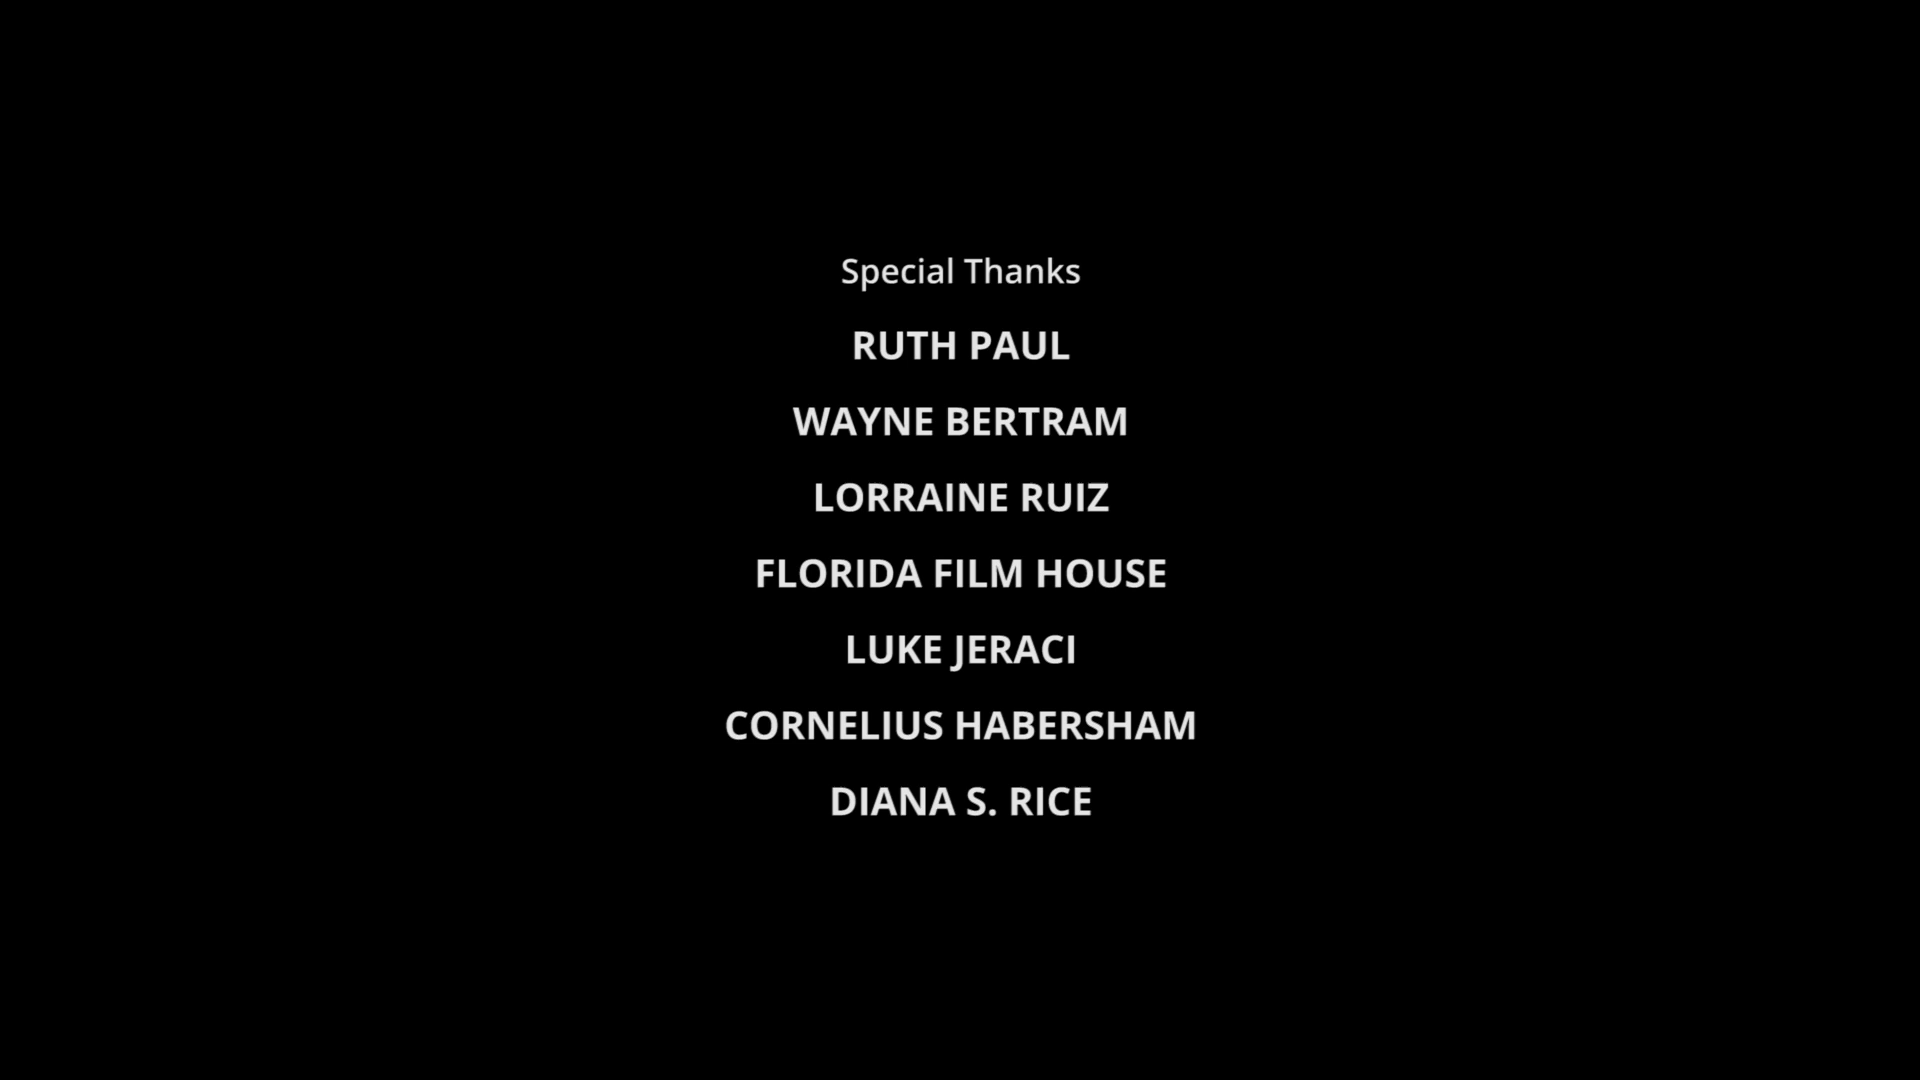 Special Thanks
RUTH PAUL
WAYNE BERTRAM
LORRAINE RUIZ
FLORIDA FILM HOUSE
LUKE JERACI
CORNELIUS HABERSHAM
DIANA S. RICE